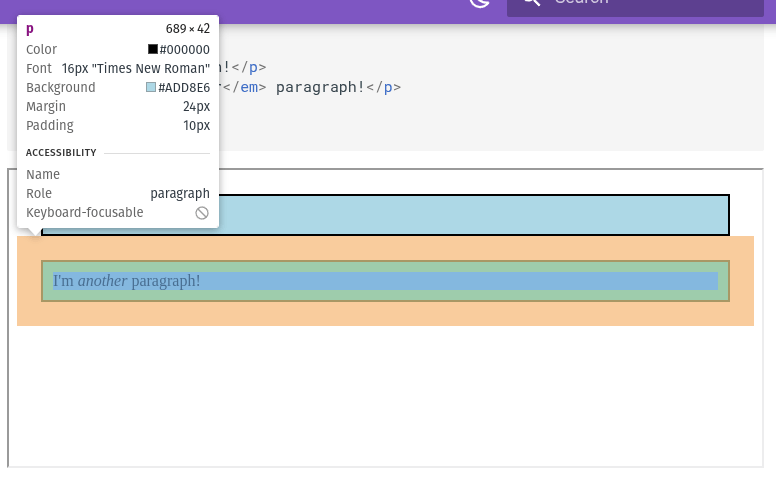 Search
p 689 × 42
Color #000000
Font 16px "Times New Roman"
Background #ADD8E6
Margin 24px
Padding 10px
ACCESSIBILITY
Name
Role paragraph
Keyboard-focusable
!</p>
</em> paragraph!</p>
I'm another paragraph!